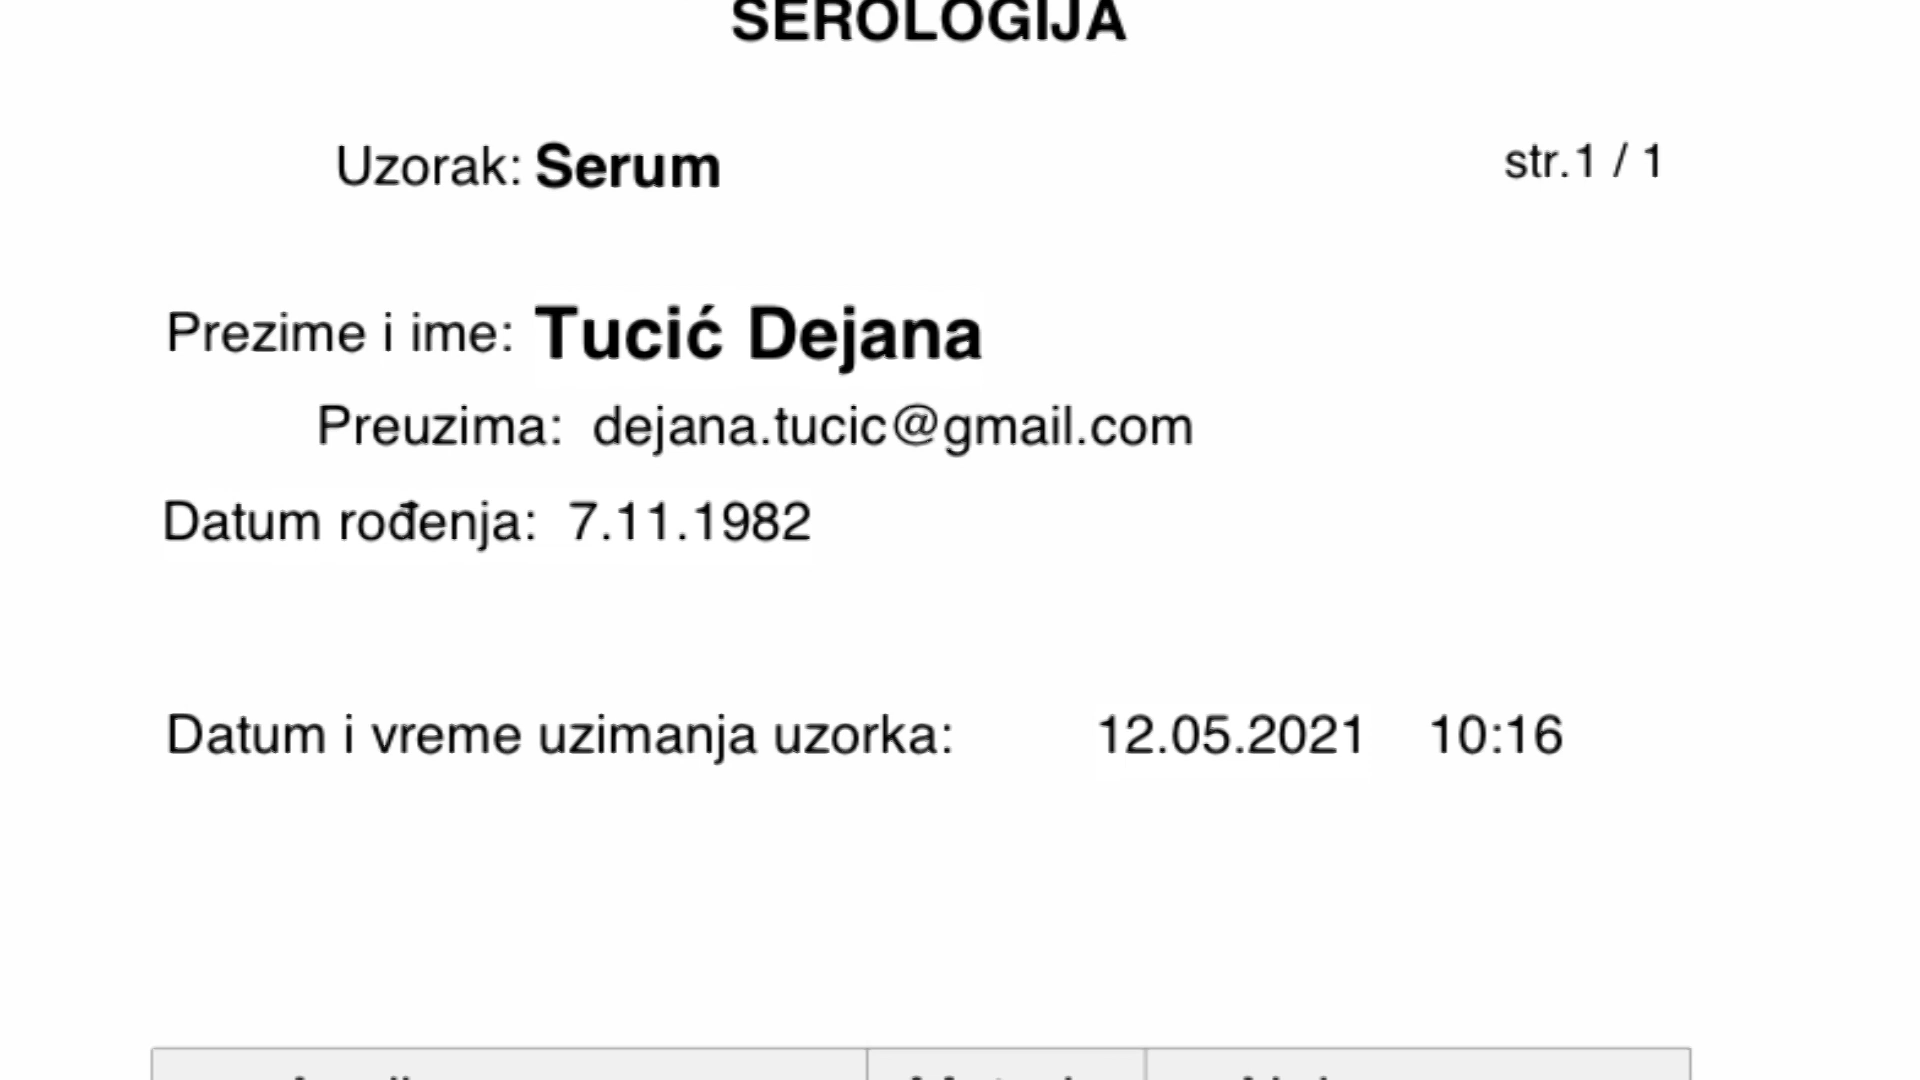 SEROLOGIJA
Uzorak: Serum
str.1 / 1
Prezime i ime: Tucić Dejana
Preuzima: dejana.tucic@gmail.com
Datum rođenja: 7.11.1982
Datum i vreme uzimanja uzorka: 12.05.2021 10:16